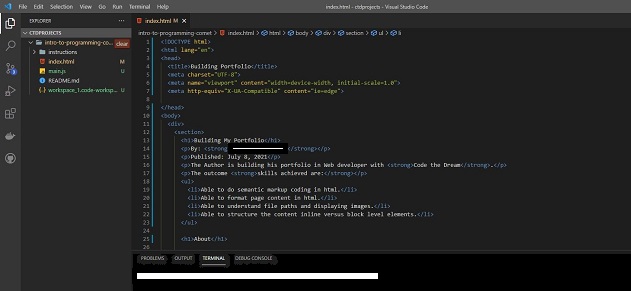 File Edit Selection View Go Run Terminal Help
index.html - ctdprojects - Visual Studio Code
EXPLORER
CTDPROJECTS
intro-to-programming-co... clear
instructions
index.html M
main.js U
README.md
workspace_1.code-worksp... U
index.html M
intro-to-programming-comet > index.html > html > body > div > section > ul > li
1 <!DOCTYPE html>
2 <html lang="en">
3 <head>
4 <title>Building Portfolio</title>
5 <meta charset="UTF-8">
6 <meta name="viewport" content="width=device-width, initial-scale=1.0">
7 <meta http-equiv="X-UA-Compatible" content="ie=edge">
8
9 </head>
10 <body>
11 <div>
12 <section>
13 <h1>Building My Portfolio</h1>
14 <p>By: <strong </strong></p>
15 <p>Published: July 8, 2021</p>
16 <p>The Author is building his portfolio in Web developer with <strong>Code the Dream</strong>.</p>
17 <p>The outcome <strong>skills achieved are:</strong></p>
18 <ul>
19 <li>Able to do semantic markup coding in html.</li>
20 <li>Able to format page content in html.</li>
21 <li>Able to understand file paths and displaying images.</li>
22 <li>Able to structure the content inline versus block level elements.</li>
23 </ul>
24
25 <h1>About</h1>
26
PROBLEMS OUTPUT TERMINAL DEBUG CONSOLE